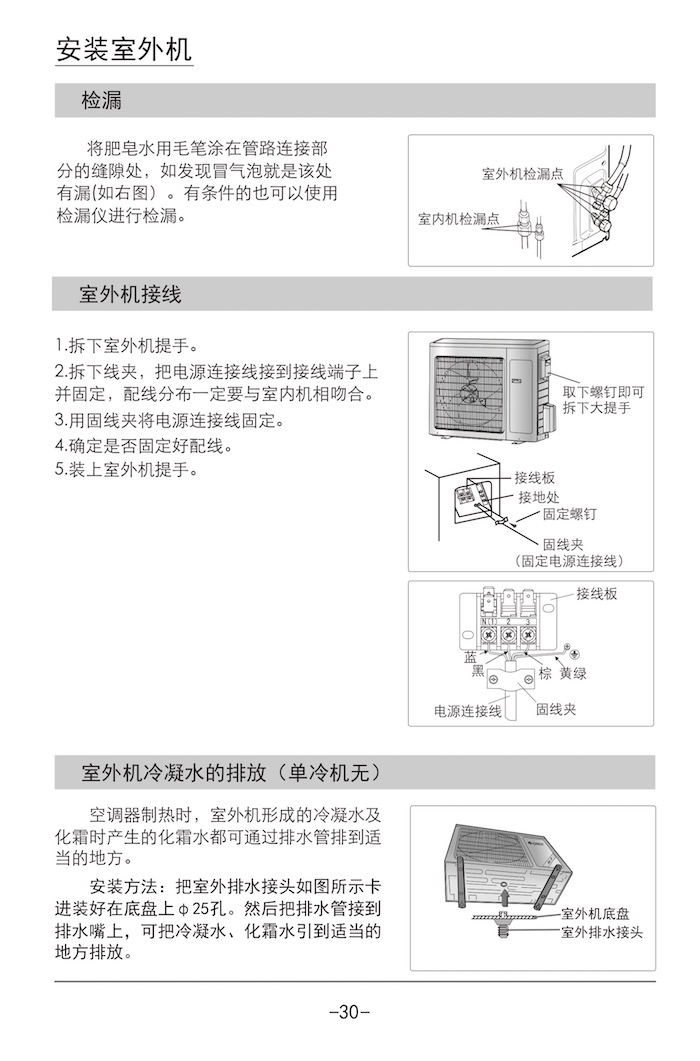 安装室外机
检漏
将肥皂水用毛笔涂在管路连接部
分的缝隙处，如发现冒气泡就是该处
有漏(如右图）。有条件的也可以使用
检漏仪进行检漏。
室外机检漏点
室内机检漏点
室外机接线
1.拆下室外机提手。
2.拆下线夹，把电源连接线接到接线端子上
并固定，配线分布一定要与室内机相吻合。
3.用固线夹将电源连接线固定。
4.确定是否固定好配线。
5.装上室外机提手。
取下螺钉即可
拆下大提手
接线板
接地处
固定螺钉
固线夹
（固定电源连接线）
接线板
N(1) 2 3
蓝
黑
棕 黄绿
电源连接线
固线夹
室外机冷凝水的排放（单冷机无）
空调器制热时，室外机形成的冷凝水及
化霜时产生的化霜水都可通过排水管排到适
当的地方。
安装方法：把室外排水接头如图所示卡
进装好在底盘上φ25孔。然后把排水管接到
排水嘴上，可把冷凝水、化霜水引到适当的
地方排放。
室外机底盘
室外排水接头
-30-